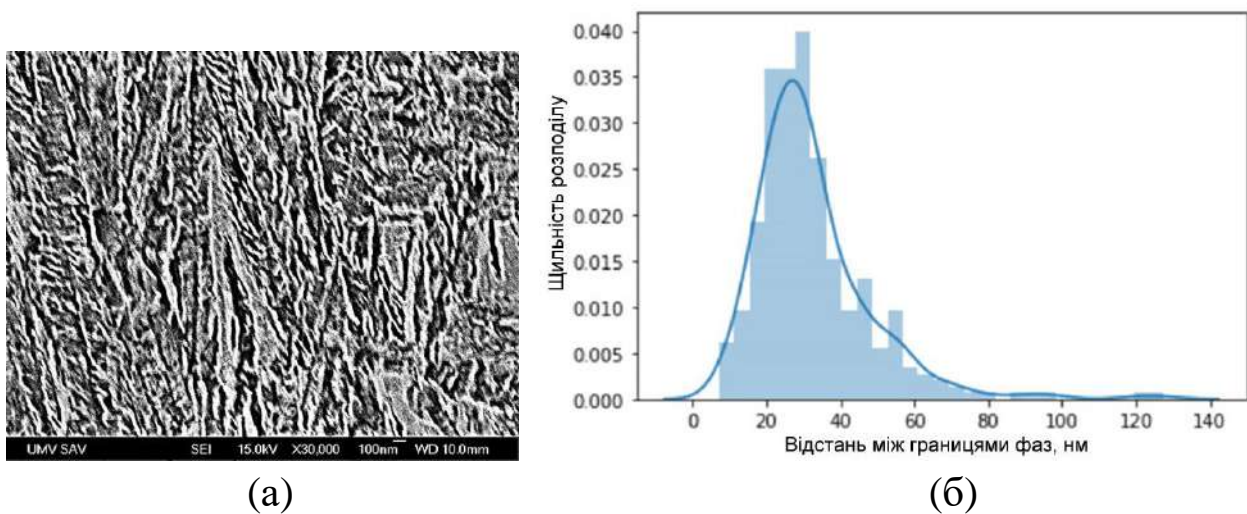 UMV SAV SEI 15.0kV X30,000 100nm WD 10.0mm
(а)
Щильність розподілу
0.040
0.035
0.030
0.025
0.020
0.015
0.010
0.005
0.000
0 20 40 60 80 100 120 140
Відстань між границями фаз, нм
(б)